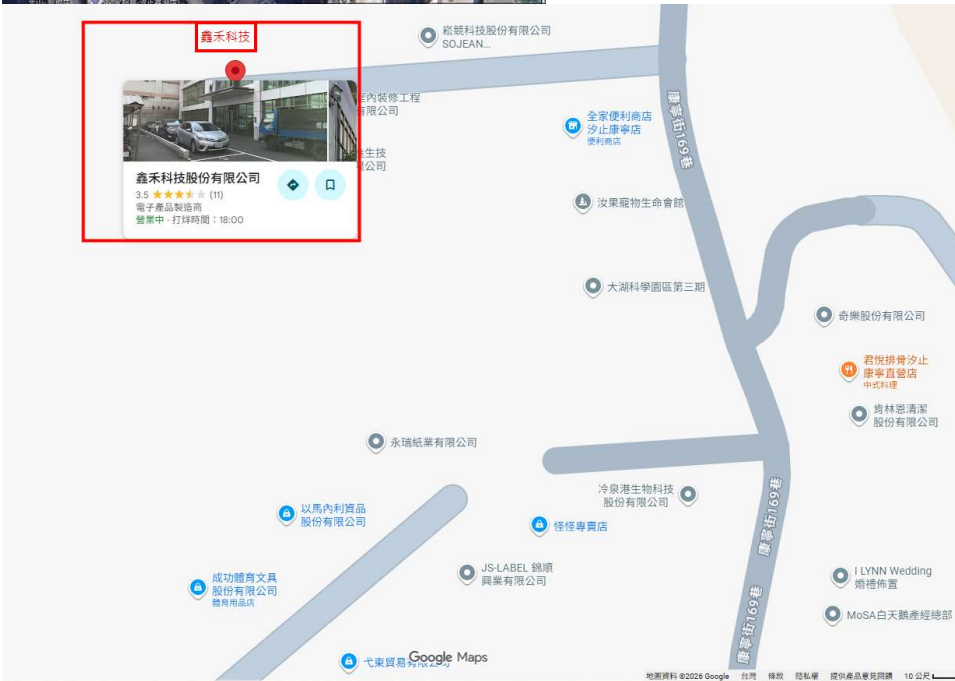 鑫禾科技
崧競科技股份有限公司
SOJEAN...
室內裝修工程
有限公司
生技
公司
鑫禾科技股份有限公司
3.5
(11)
電子產品製造商
營業中 · 打烊時間：18:00
全家便利商店
汐止康寧店
便利商店
康寧街169巷
汝果寵物生命會館
大湖科學園區第三期
奇樂股份有限公司
君悅排骨汐止
康寧直營店
中式料理
肯林恩清潔
股份有限公司
永瑞紙業有限公司
冷泉港生物科技
股份有限公司
康寧街169巷
以馬內利貿品
股份有限公司
怪怪專賣店
成功體育文具
股份有限公司
體育用品店
JS-LABEL 錦順
興業有限公司
I LYNN Wedding
婚禮佈置
康寧街169巷
MoSA白天鵝產經總部
弋東貿易有限公司
Google Maps
地圖資料 ©2026 Google 台灣 條款 隱私權 提供產品意見回饋 10 公尺